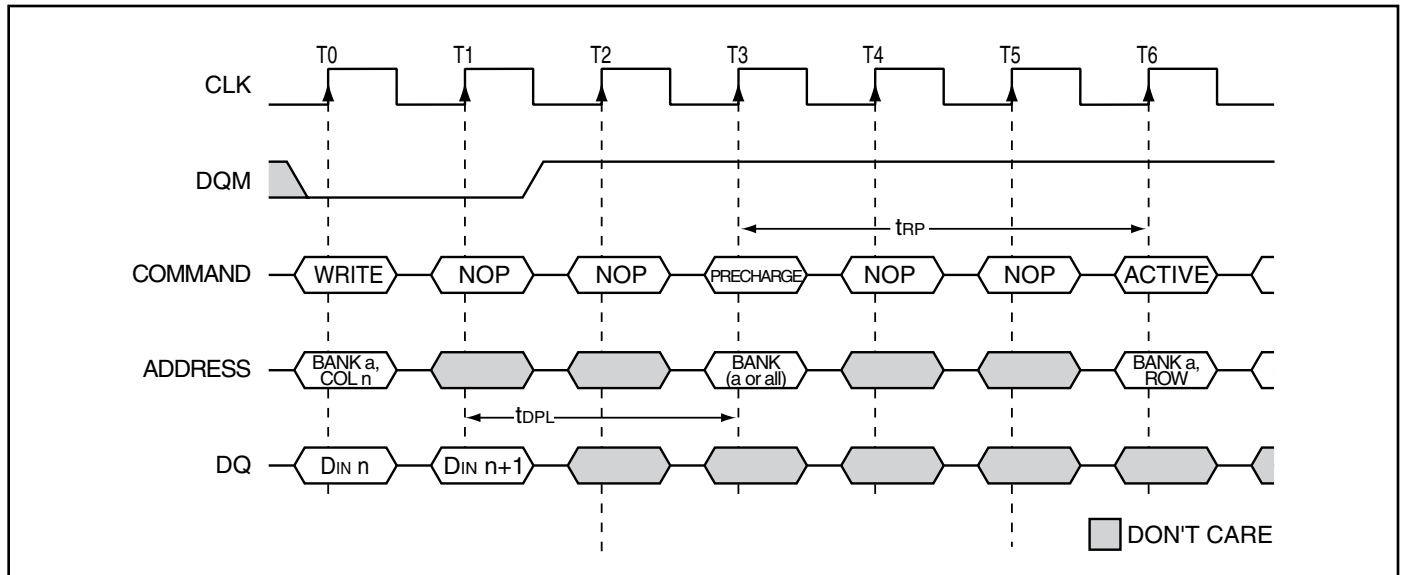 T0 T1 T2 T3 T4 T5 T6
CLK
DQM
tRP
COMMAND WRITE NOP NOP PRECHARGE NOP NOP ACTIVE
ADDRESS BANK a, COL n BANK (a or all) BANK a, ROW
tDPL
DQ DIN n DIN n+1
DON'T CARE